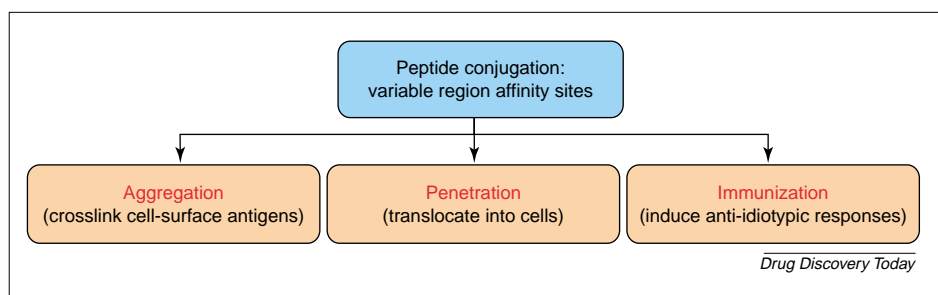 Peptide conjugation:
variable region affinity sites
Aggregation
(crosslink cell-surface antigens)
Penetration
(translocate into cells)
Immunization
(induce anti-idiotypic responses)
Drug Discovery Today